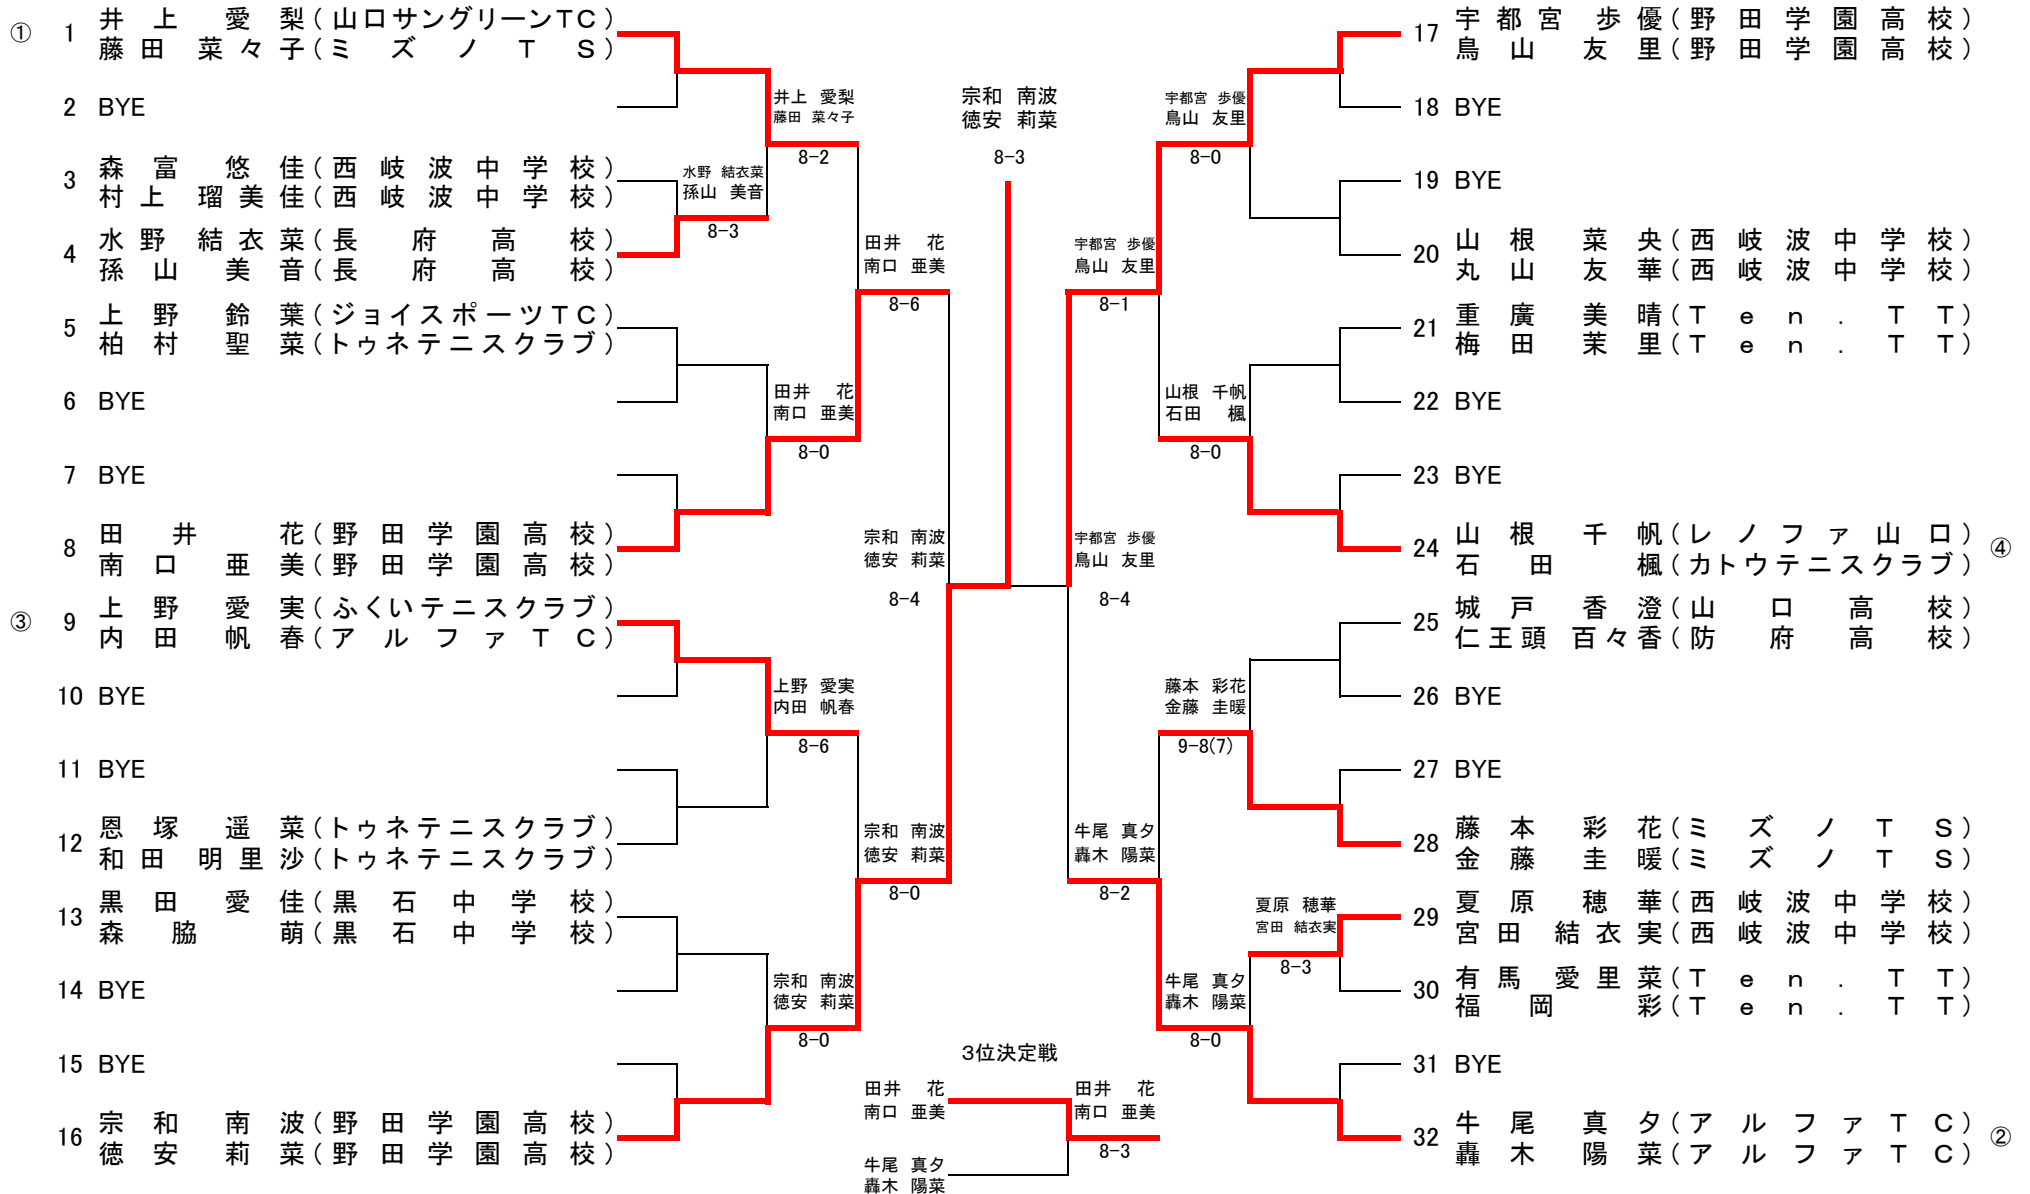 ① 1 井上 愛梨(山口サングリーンTC)
藤田 菜々子(ミズノTS)
2 BYE
3 森富 悠佳(西岐波中学校)
村上 瑠美佳(西岐波中学校)
4 水野 結衣菜(長府高校)
孫山 美音(長府高校)
5 上野 鈴葉(ジョイスポーツTC)
柏村 聖菜(トゥネテニスクラブ)
6 BYE
7 BYE
8 田井 花(野田学園高校)
南口 亜美(野田学園高校)
③ 9 上野 愛実(ふくいテニスクラブ)
内田 帆春(アルファTC)
10 BYE
11 BYE
12 恩塚 遥菜(トゥネテニスクラブ)
和田 明里沙(トゥネテニスクラブ)
13 黒田 愛佳(黒石中学校)
森脇 萌(黒石中学校)
14 BYE
15 BYE
16 宗和 南波(野田学園高校)
徳安 莉菜(野田学園高校)
水野 結衣菜
孫山 美音
8-3
井上 愛梨
藤田 菜々子
8-2
田井 花
南口 亜美
8-0
上野 愛実
内田 帆春
8-6
宗和 南波
徳安 莉菜
8-0
田井 花
南口 亜美
8-6
宗和 南波
徳安 莉菜
8-0
宗和 南波
徳安 莉菜
8-4
宗和 南波
徳安 莉菜
8-3
宇都宮 歩優
鳥山 友里
8-4
宇都宮 歩優
鳥山 友里
8-1
牛尾 真夕
轟木 陽菜
8-2
宇都宮 歩優
鳥山 友里
8-0
山根 千帆
石田 楓
8-0
藤本 彩花
金藤 圭暖
9-8(7)
牛尾 真夕
轟木 陽菜
8-0
夏原 穂華
宮田 結衣実
8-3
17 宇都宮 歩優(野田学園高校)
鳥山 友里(野田学園高校)
18 BYE
19 BYE
20 山根 菜央(西岐波中学校)
丸山 友華(西岐波中学校)
21 重廣 美晴(Ten.TT)
梅田 茉里(Ten.TT)
22 BYE
23 BYE
24 山根 千帆(レノファ山口) ④
石田 楓(カトウテニスクラブ)
25 城戸 香澄(山口高校)
仁王頭 百々香(防府高校)
26 BYE
27 BYE
28 藤本 彩花(ミズノTS)
金藤 圭暖(ミズノTS)
29 夏原 穂華(西岐波中学校)
宮田 結衣実(西岐波中学校)
30 有馬 愛里菜(Ten.TT)
福岡 彩(Ten.TT)
31 BYE
32 牛尾 真夕(アルファTC) ②
轟木 陽菜(アルファTC)
3位決定戦
田井 花
南口 亜美
牛尾 真夕
轟木 陽菜
田井 花
南口 亜美
8-3